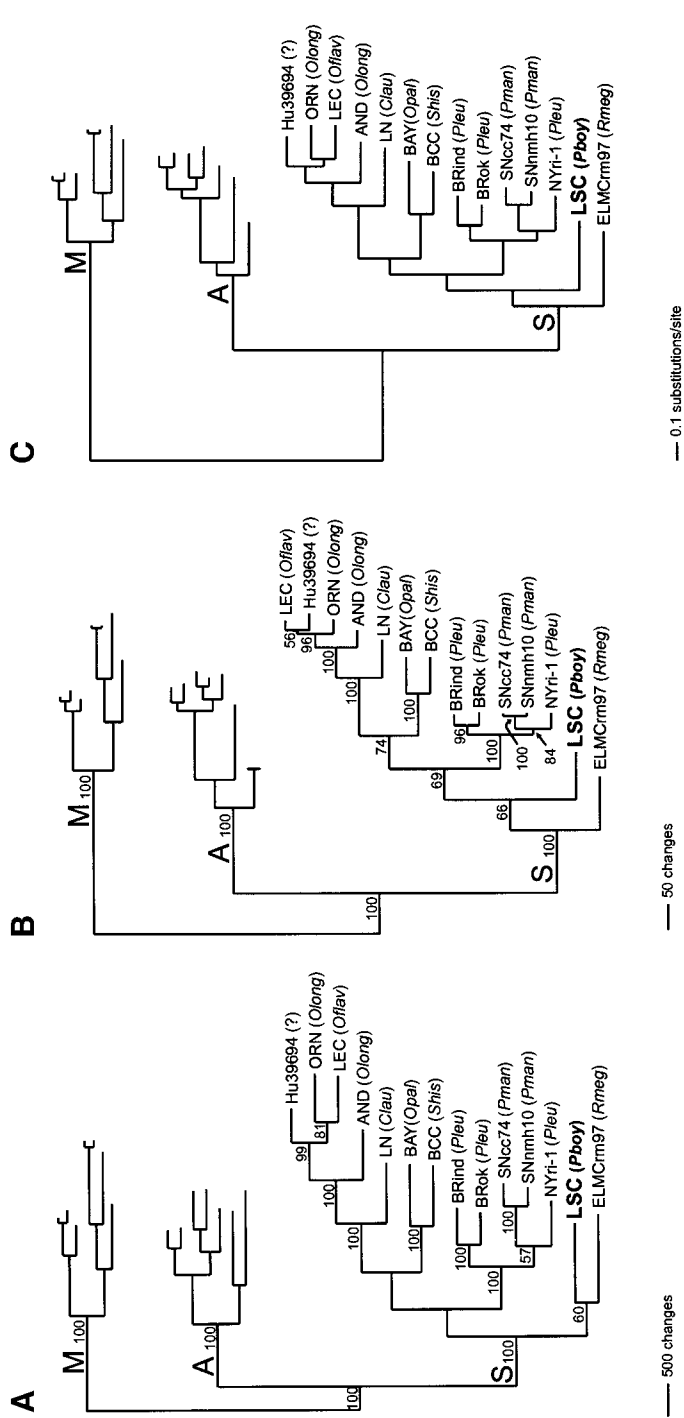 A
M
100
100
A
100
S
100
Hu39694 (?)
ORN (Olong)
LEC (Oflav)
AND (Olong)
LN (Clau)
BAY(Opal)
BCC (Shis)
BRind (Pleu)
BRok (Pleu)
SNcc74 (Pman)
SNnmh10 (Pman)
NYri-1 (Pleu)
LSC (Pboy)
ELMCrm97 (Rmeg)
99
81
100
100
100
100
100
100
57
60
500 changes
B
M
100
100
A
100
S
100
LEC (Oflav)
Hu39694 (?)
ORN (Olong)
AND (Olong)
LN (Clau)
BAY(Opal)
BCC (Shis)
BRind (Pleu)
BRok (Pleu)
SNcc74 (Pman)
SNnmh10 (Pman)
NYri-1 (Pleu)
LSC (Pboy)
ELMCrm97 (Rmeg)
56
96
100
100
74
100
69
96
100
100
84
66
50 changes
C
M
A
S
Hu39694 (?)
ORN (Olong)
LEC (Oflav)
AND (Olong)
LN (Clau)
BAY(Opal)
BCC (Shis)
BRind (Pleu)
BRok (Pleu)
SNcc74 (Pman)
SNnmh10 (Pman)
NYri-1 (Pleu)
LSC (Pboy)
ELMCrm97 (Rmeg)
0.1 substitutions/site